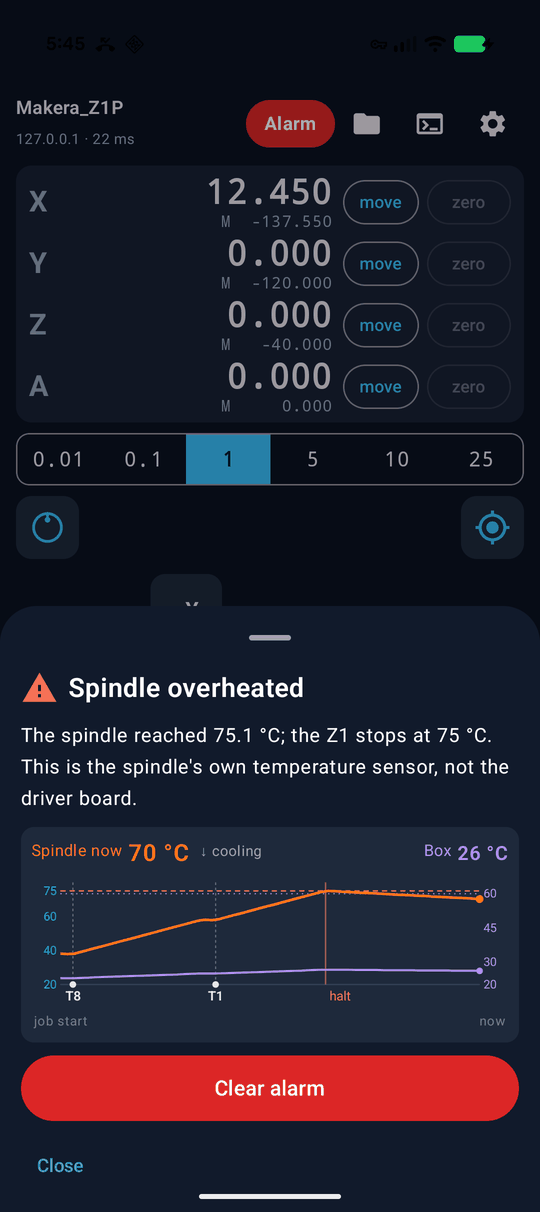 5:45
Makera_Z1P
127.0.0.1 · 22 ms
Alarm
X 12.450 move zero
M -137.550
Y 0.000 move zero
M -120.000
Z 0.000 move zero
M -40.000
A 0.000 move zero
M 0.000
0.01 0.1 1 5 10 25
Spindle overheated
The spindle reached 75.1 °C; the Z1 stops at 75 °C.
This is the spindle's own temperature sensor, not the
driver board.
Spindle now 70 °C ↓ cooling Box 26 °C
75 60
60
45
40
30
20 20
T8 T1 halt
job start now
Clear alarm
Close